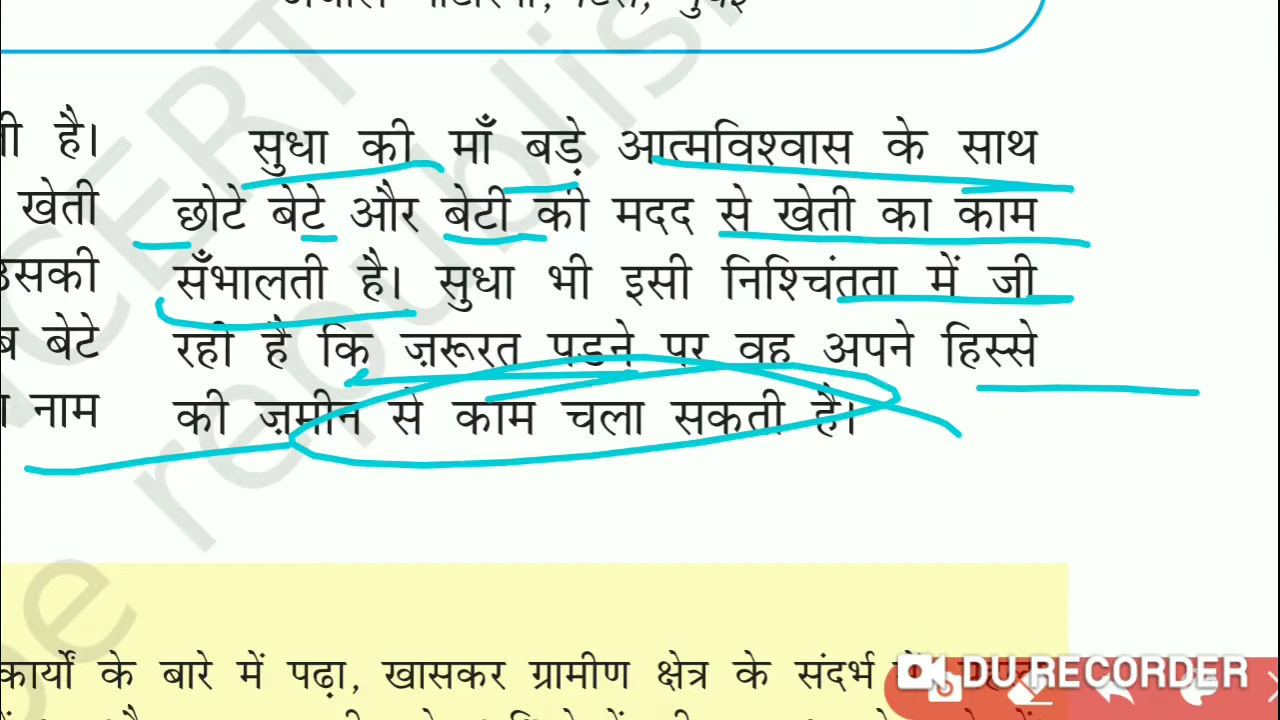 है।
सुधा की माँ बड़े आत्मविश्वास के साथ
खेती
छोटे बेटे और बेटी की मदद से खेती का काम
उसकी
सँभालती है। सुधा भी इसी निश्चिंतता में जी
बेटे
रही है कि ज़रूरत पड़ने पर वह अपने हिस्से
नाम
की ज़मीन से काम चला सकती है।
कार्यों के बारे में पढ़ा, खासकर ग्रामीण क्षेत्र के संदर्भ में
DU RECORDER